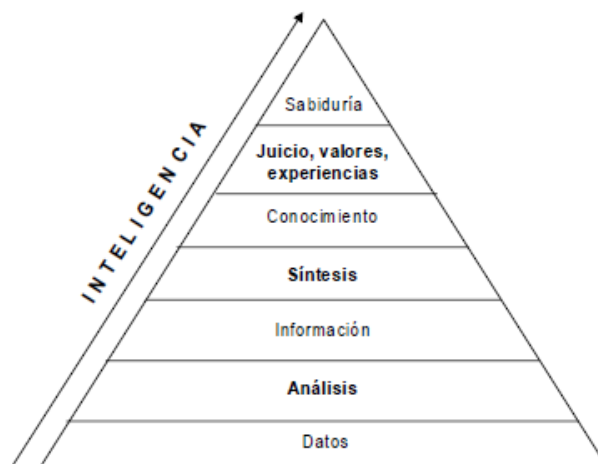 INTELIGENCIA
Sabiduría
Juicio, valores,
experiencias
Conocimiento
Síntesis
Información
Análisis
Datos